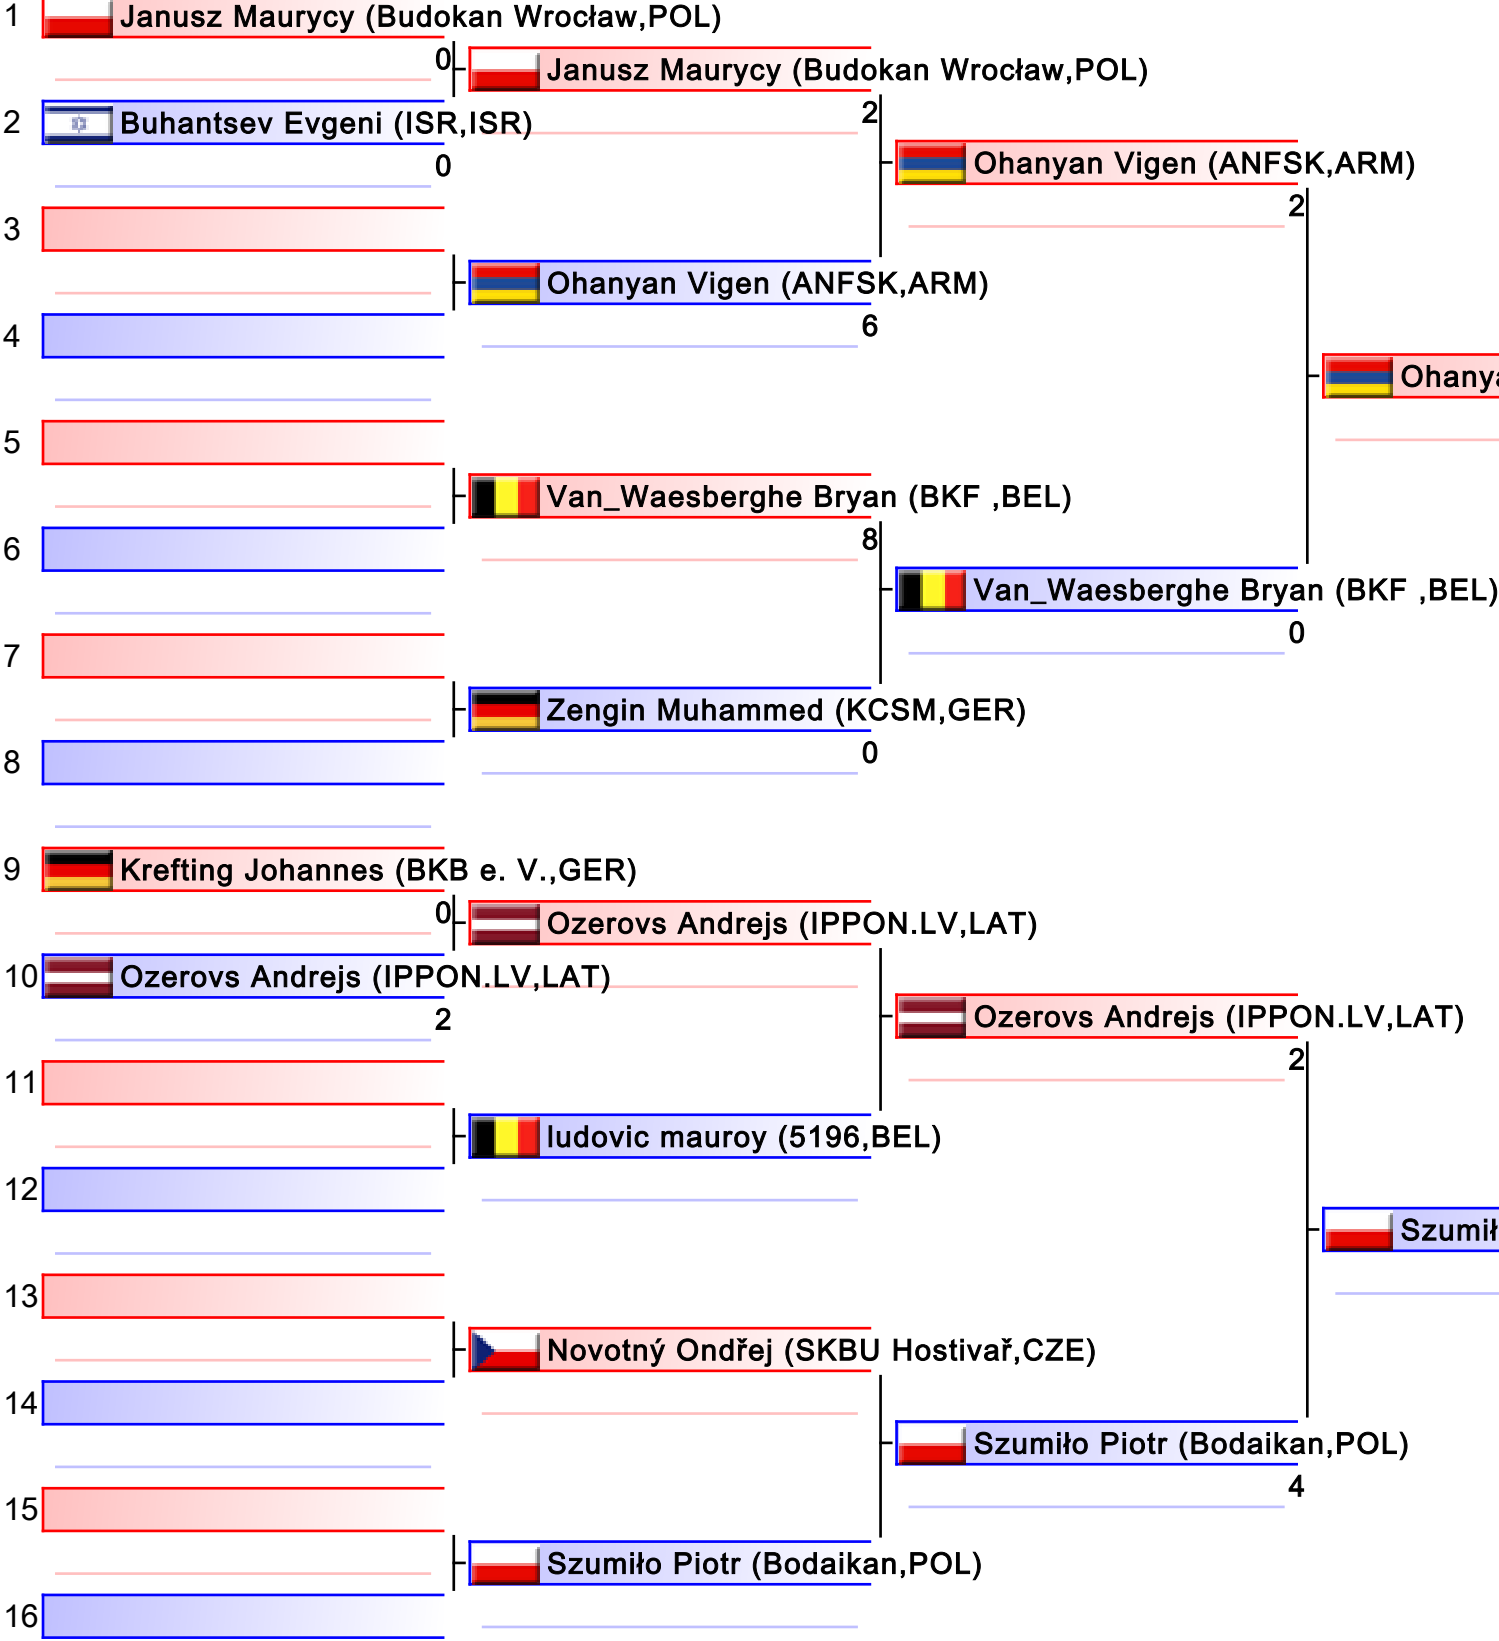 1 Janusz Maurycy (Budokan Wrocław,POL)
0 Janusz Maurycy (Budokan Wrocław,POL)
2 Buhantsev Evgeni (ISR,ISR)
2
0
Ohanyan Vigen (ANFSK,ARM)
2
3
Ohanyan Vigen (ANFSK,ARM)
6
4
Ohanya
5
Van_Waesberghe Bryan (BKF ,BEL)
8
6
Van_Waesberghe Bryan (BKF ,BEL)
0
7
Zengin Muhammed (KCSM,GER)
0
8
9 Krefting Johannes (BKB e. V.,GER)
0 Ozerovs Andrejs (IPPON.LV,LAT)
10 Ozerovs Andrejs (IPPON.LV,LAT)
2
Ozerovs Andrejs (IPPON.LV,LAT)
2
11
ludovic mauroy (5196,BEL)
12
Szumił
13
Novotný Ondřej (SKBU Hostivař,CZE)
14
Szumiło Piotr (Bodaikan,POL)
4
15
Szumiło Piotr (Bodaikan,POL)
16